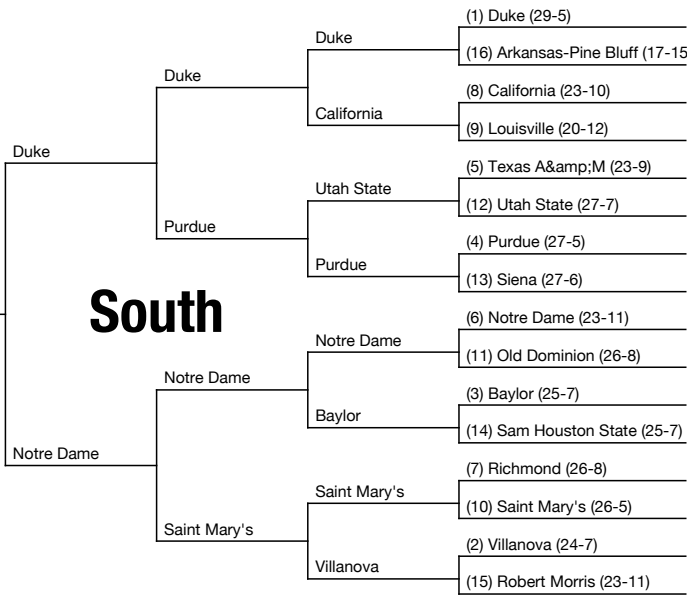 (1) Duke (29-5)
Duke
(16) Arkansas-Pine Bluff (17-15
Duke
(8) California (23-10)
California
(9) Louisville (20-12)
Duke
(5) Texas A&amp;M (23-9)
Utah State
(12) Utah State (27-7)
Purdue
(4) Purdue (27-5)
Purdue
(13) Siena (27-6)
South
(6) Notre Dame (23-11)
Notre Dame
(11) Old Dominion (26-8)
Notre Dame
(3) Baylor (25-7)
Baylor
(14) Sam Houston State (25-7)
Notre Dame
(7) Richmond (26-8)
Saint Mary's
(10) Saint Mary's (26-5)
Saint Mary's
(2) Villanova (24-7)
Villanova
(15) Robert Morris (23-11)